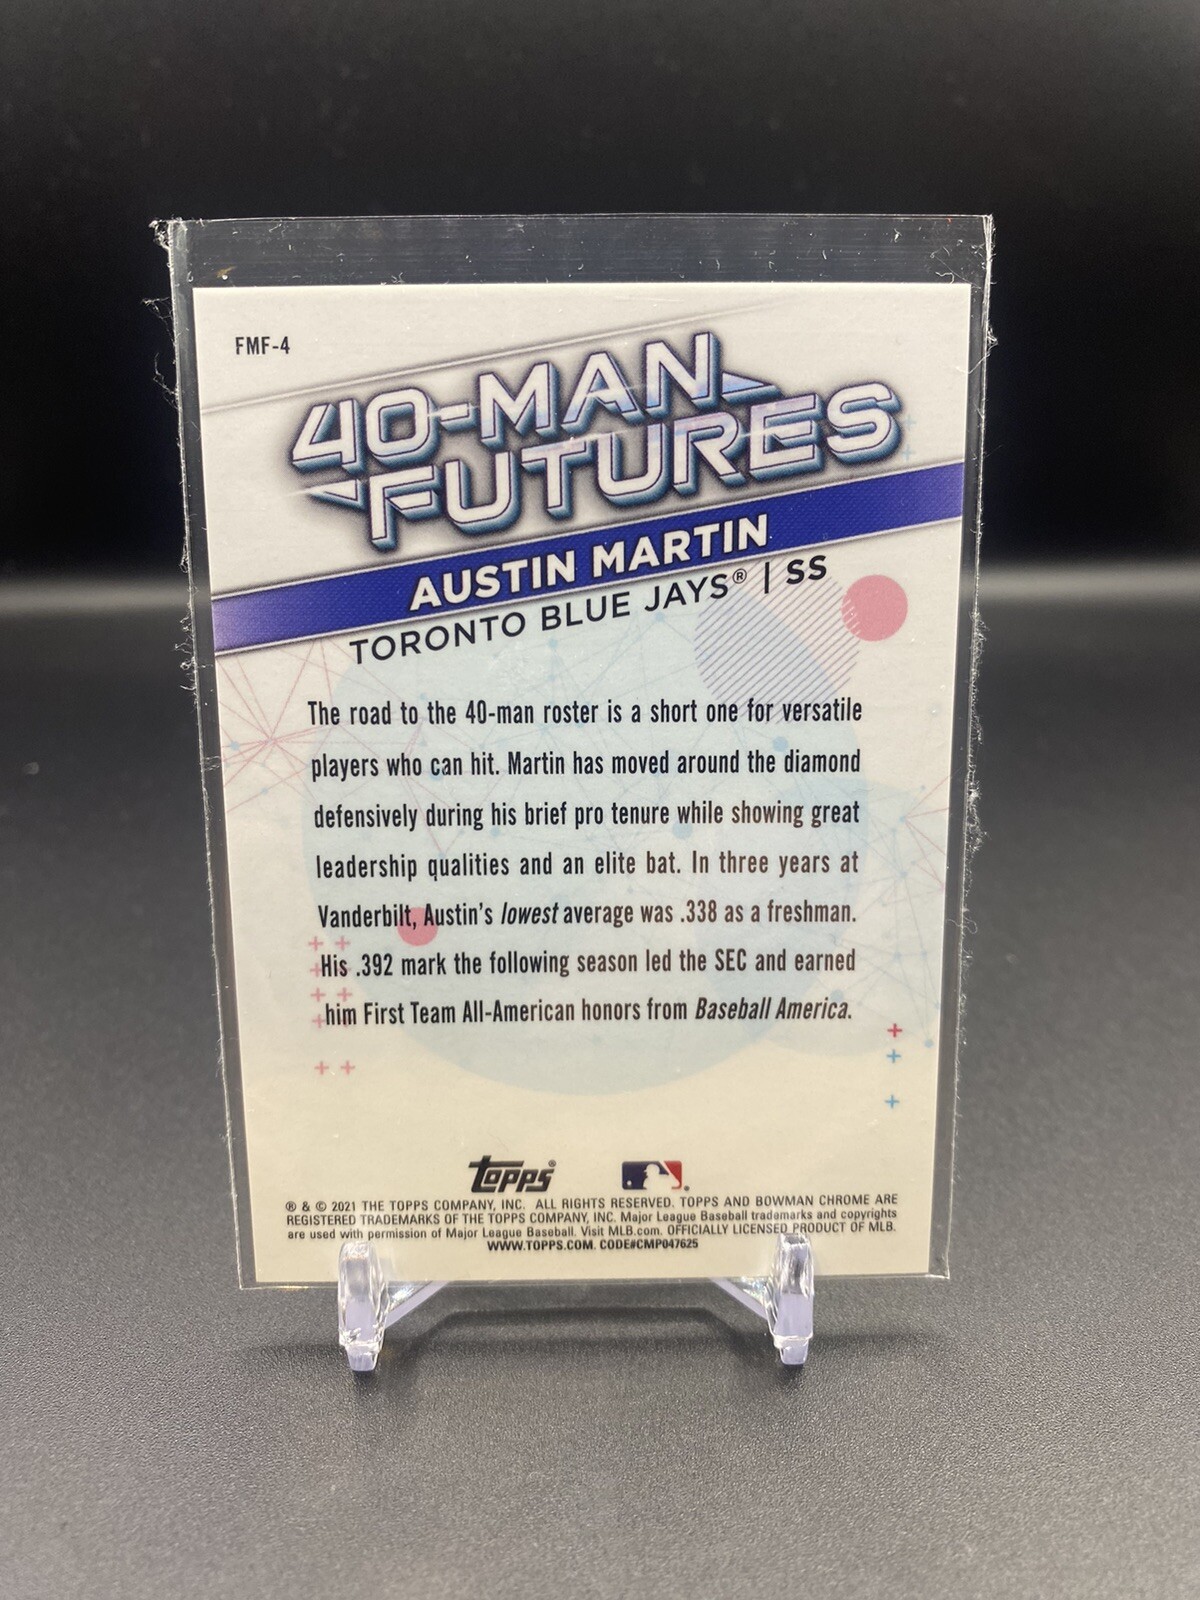 FMF-4
40-MAN
FUTURES
AUSTIN MARTIN
TORONTO BLUE JAYS® | SS
The road to the 40-man roster is a short one for versatile
players who can hit. Martin has moved around the diamond
defensively during his brief pro tenure while showing great
leadership qualities and an elite bat. In three years at
Vanderbilt, Austin's lowest average was .338 as a freshman.
His .392 mark the following season led the SEC and earned
him First Team All-American honors from Baseball America.
Topps®
® & © 2021 THE TOPPS COMPANY, INC. ALL RIGHTS RESERVED. TOPPS AND BOWMAN CHROME ARE
REGISTERED TRADEMARKS OF THE TOPPS COMPANY, INC. Major League Baseball trademarks and copyrights
are used with permission of Major League Baseball. Visit MLB.com. OFFICIALLY LICENSED PRODUCT OF MLB.
WWW.TOPPS.COM. CODE#CMP047625